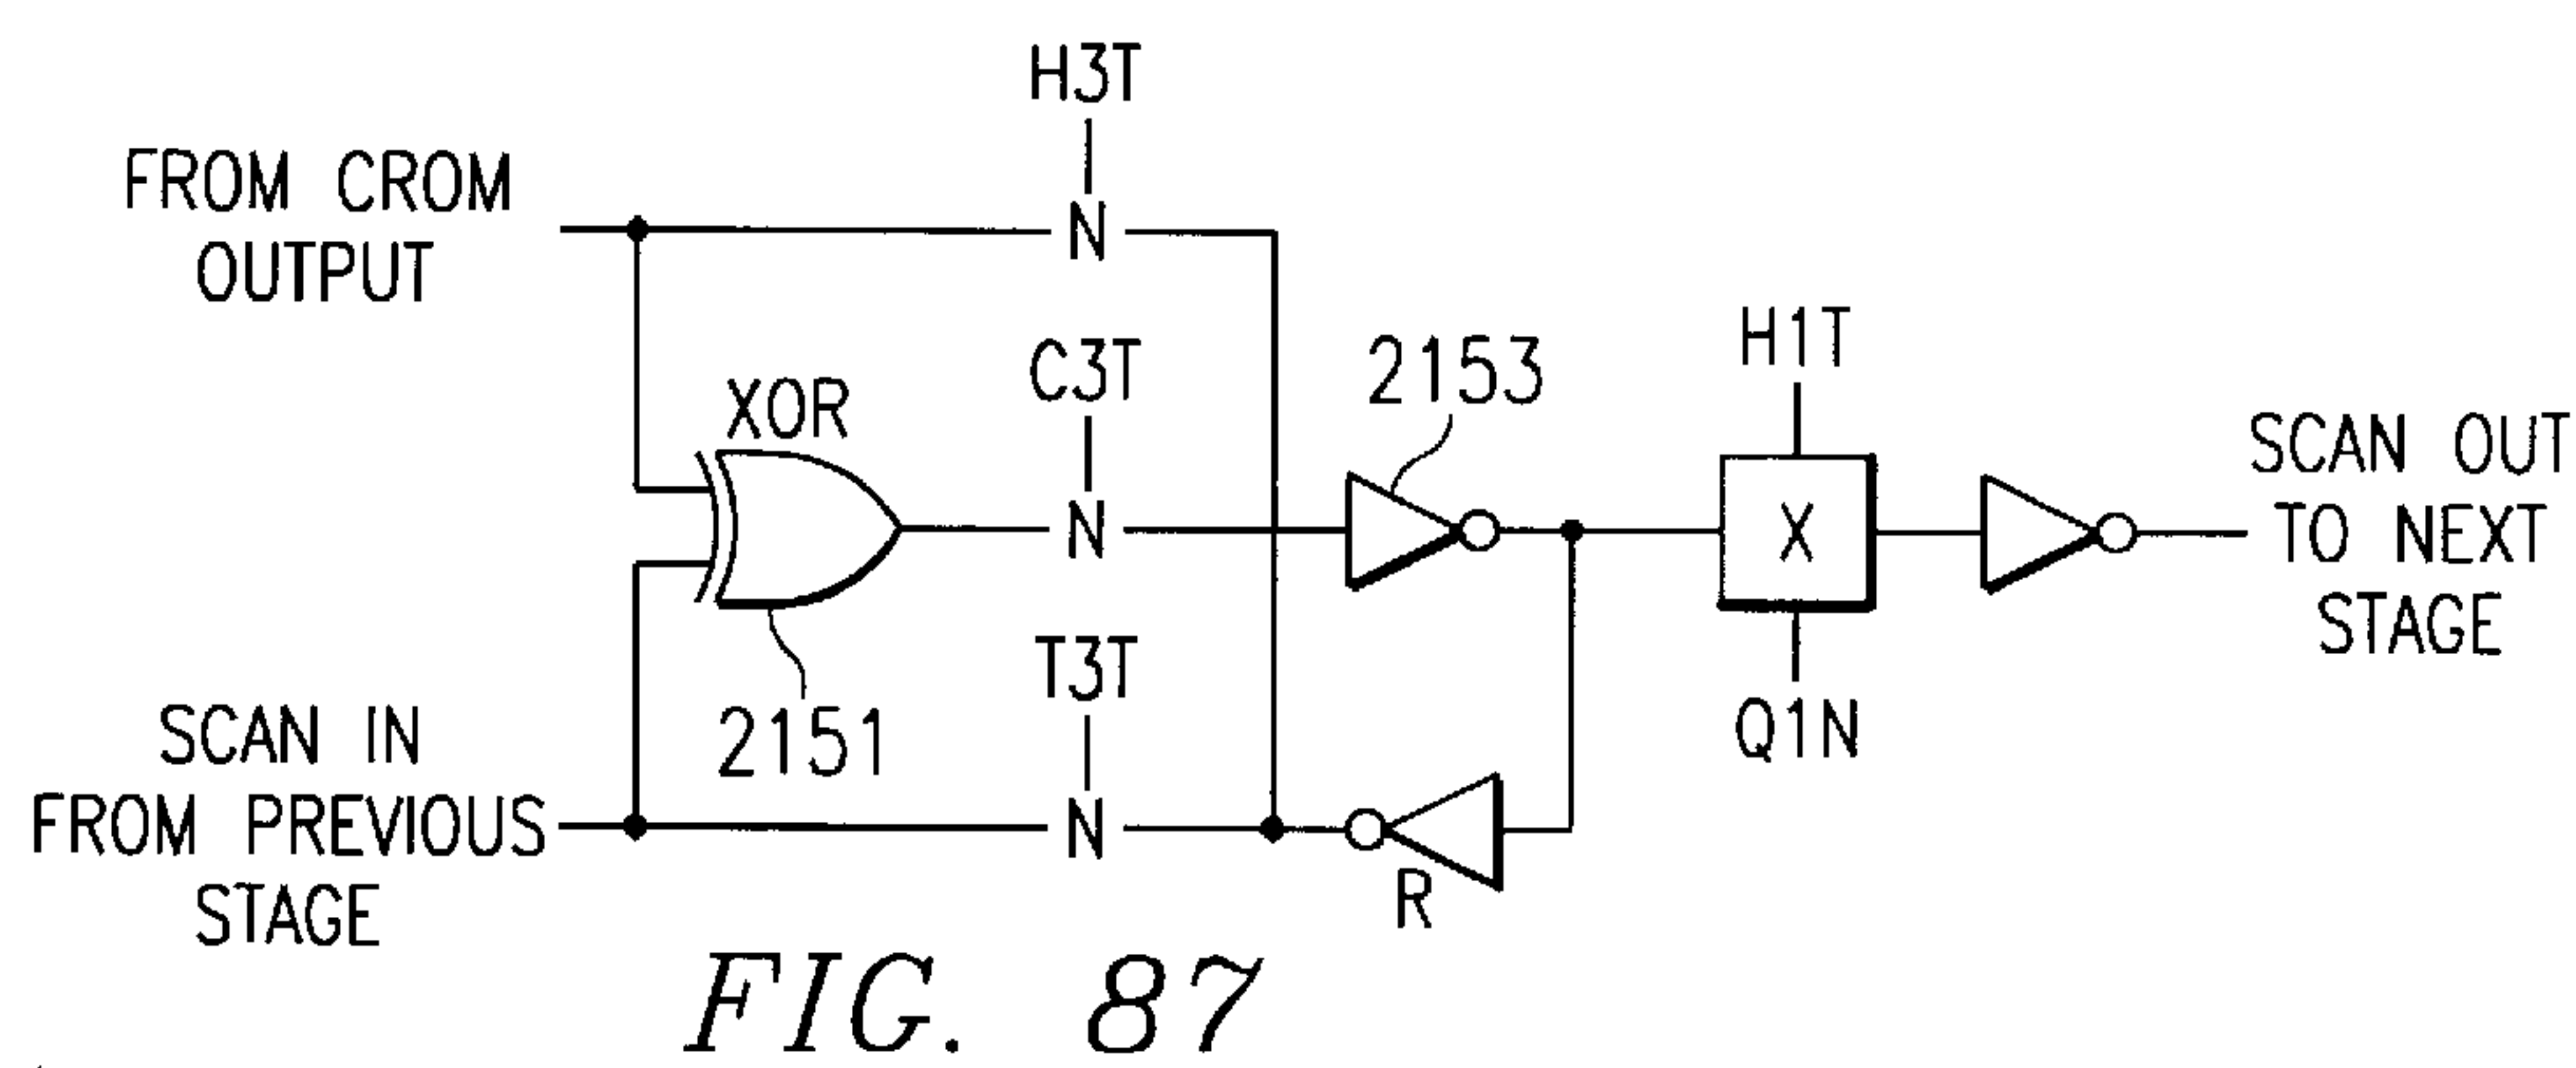 H3T
FROM CROM
OUTPUT
N
H1T
C3T
2153
XOR
SCAN OUT
TO NEXT
STAGE
N
X
T3T
2151
Q1N
SCAN IN
FROM PREVIOUS
STAGE
N
R
FIG. 87